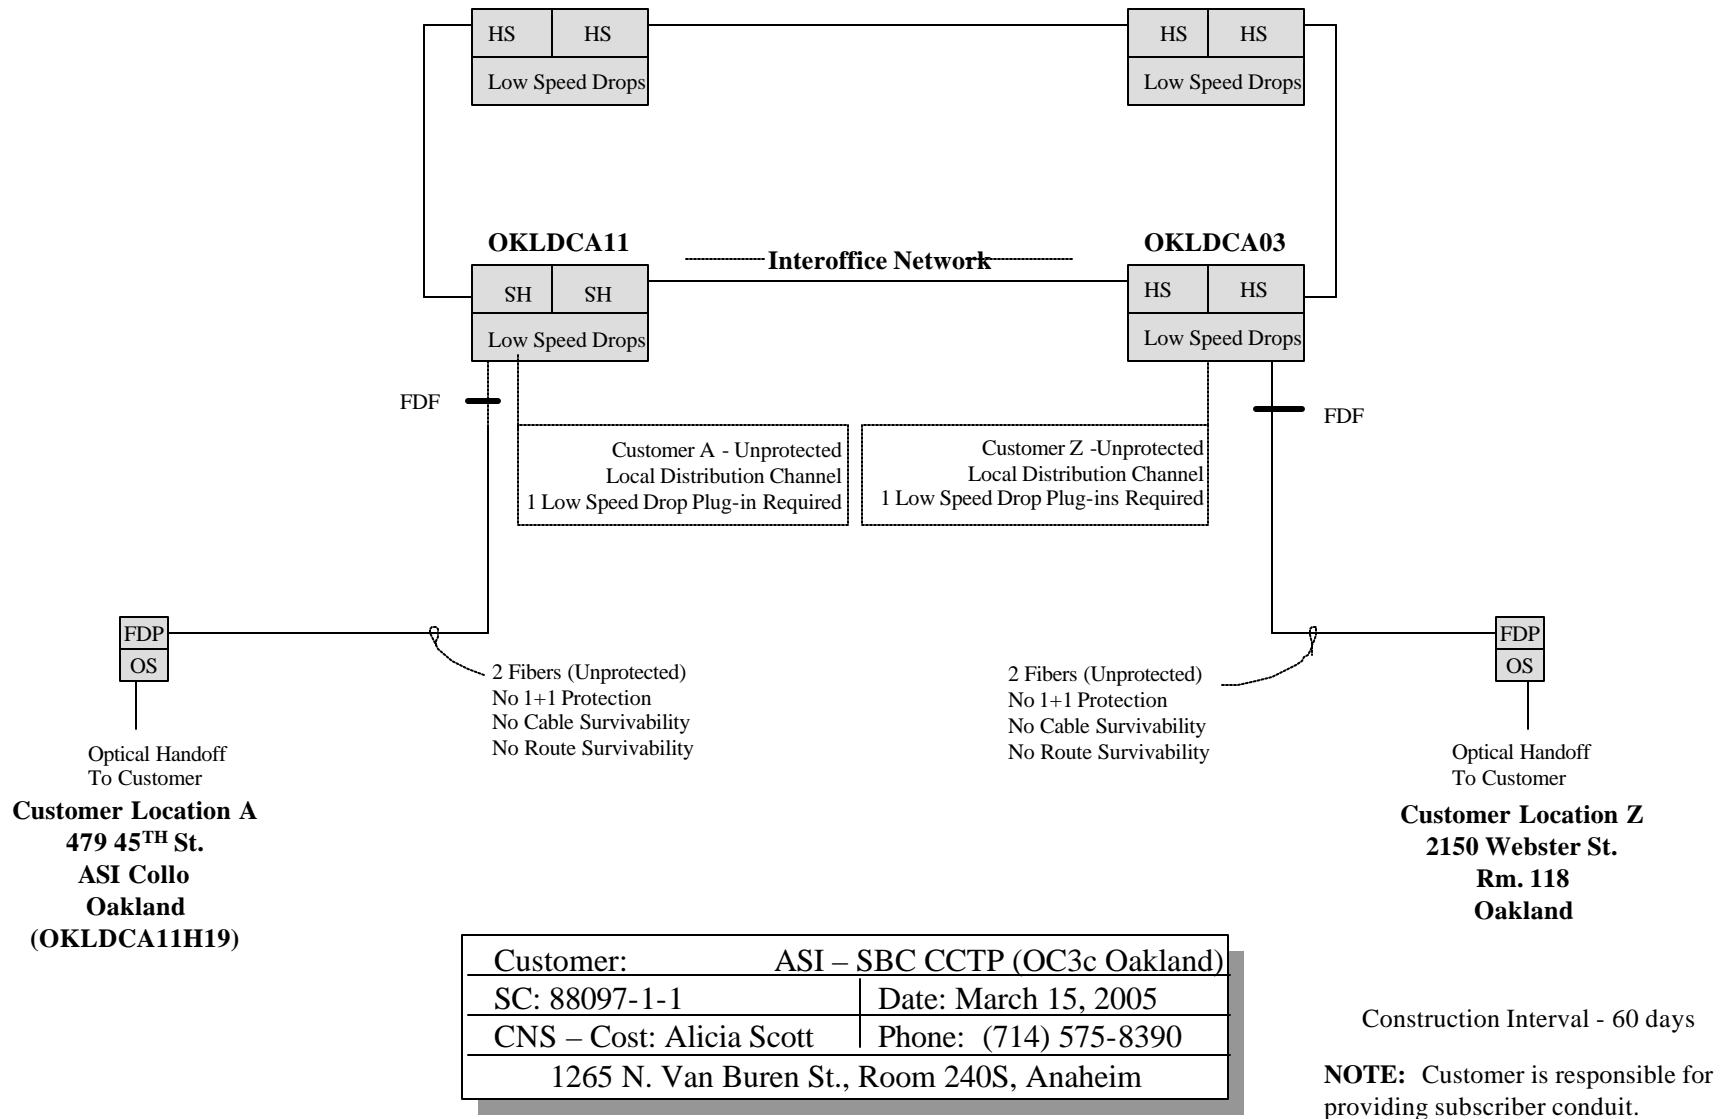 HS HS
Low Speed Drops
HS HS
Low Speed Drops
OKLDCA11
Interoffice Network
OKLDCA03
SH SH
Low Speed Drops
HS HS
Low Speed Drops
FDF
FDF
Customer A - Unprotected
Local Distribution Channel
1 Low Speed Drop Plug-in Required
Customer Z -Unprotected
Local Distribution Channel
1 Low Speed Drop Plug-ins Required
FDP
OS
2 Fibers (Unprotected)
No 1+1 Protection
No Cable Survivability
No Route Survivability
2 Fibers (Unprotected)
No 1+1 Protection
No Cable Survivability
No Route Survivability
FDP
OS
Optical Handoff
To Customer
Customer Location A
479 45TH St.
ASI Collo
Oakland
(OKLDCA11H19)
Optical Handoff
To Customer
Customer Location Z
2150 Webster St.
Rm. 118
Oakland
Customer: ASI – SBC CCTP (OC3c Oakland)
SC: 88097-1-1 Date: March 15, 2005
CNS – Cost: Alicia Scott Phone: (714) 575-8390
1265 N. Van Buren St., Room 240S, Anaheim
Construction Interval - 60 days
NOTE: Customer is responsible for
providing subscriber conduit.